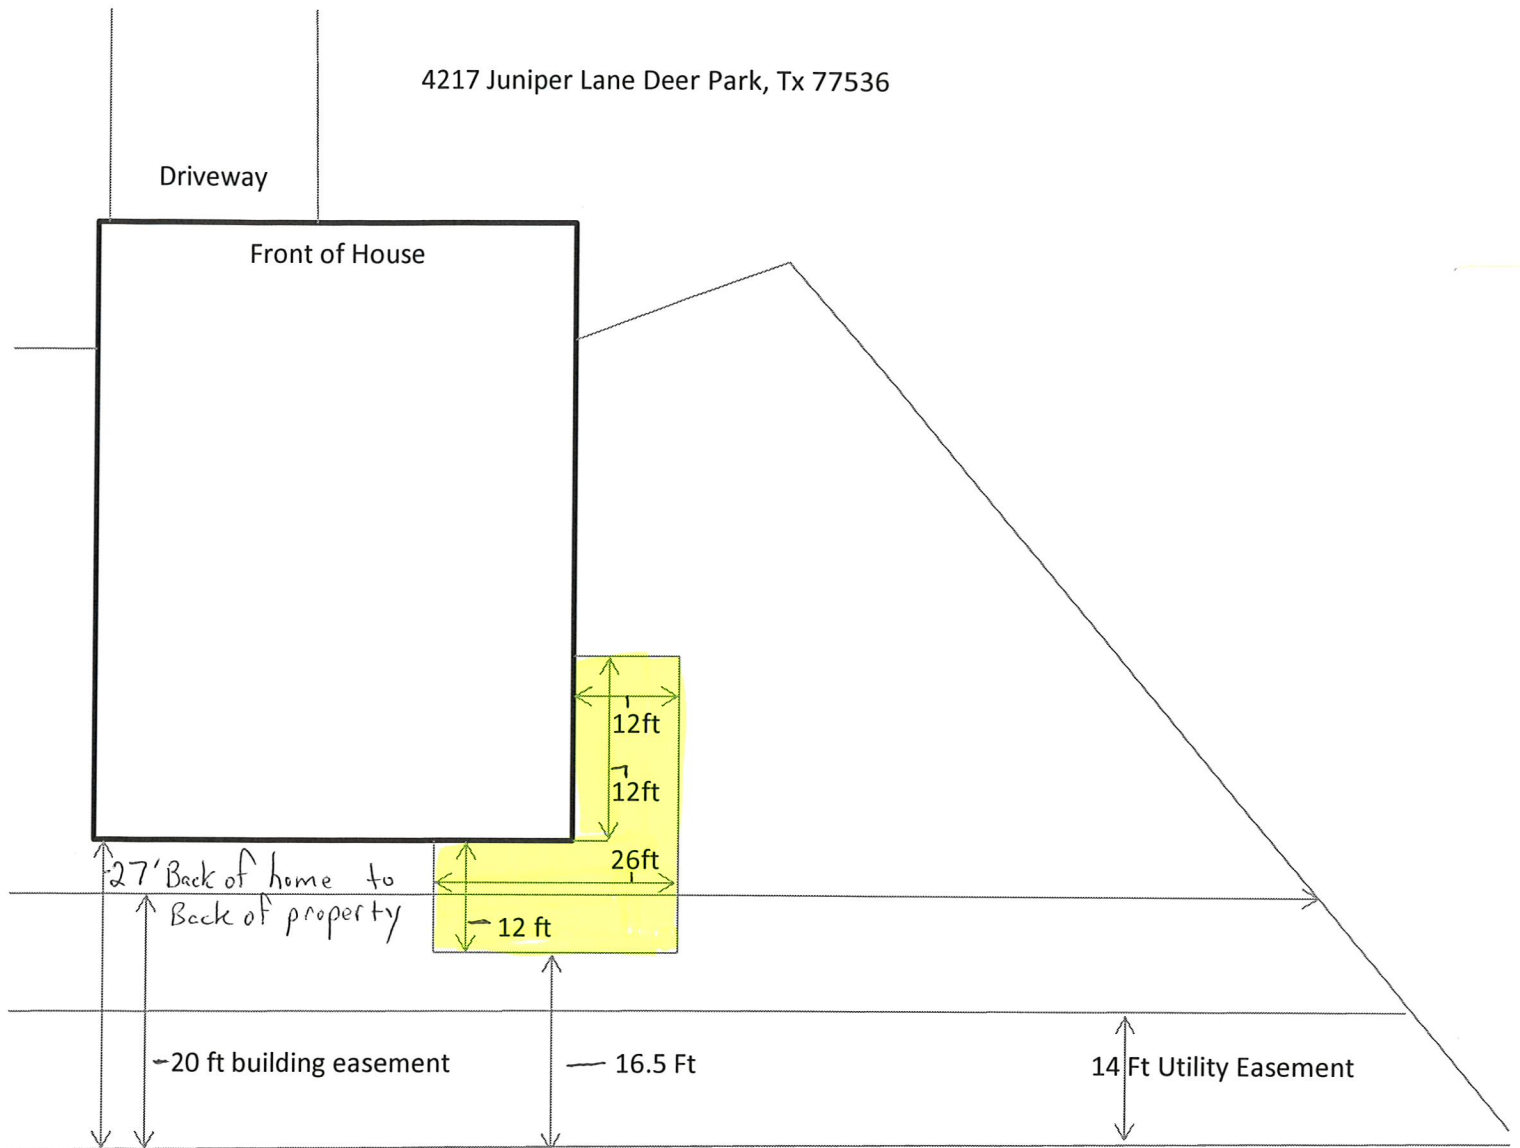 4217 Juniper Lane Deer Park, Tx 77536
Driveway
Front of House
12ft
12ft
26ft
27' Back of home to
Back of property
12 ft
20 ft building easement
16.5 Ft
14 Ft Utility Easement